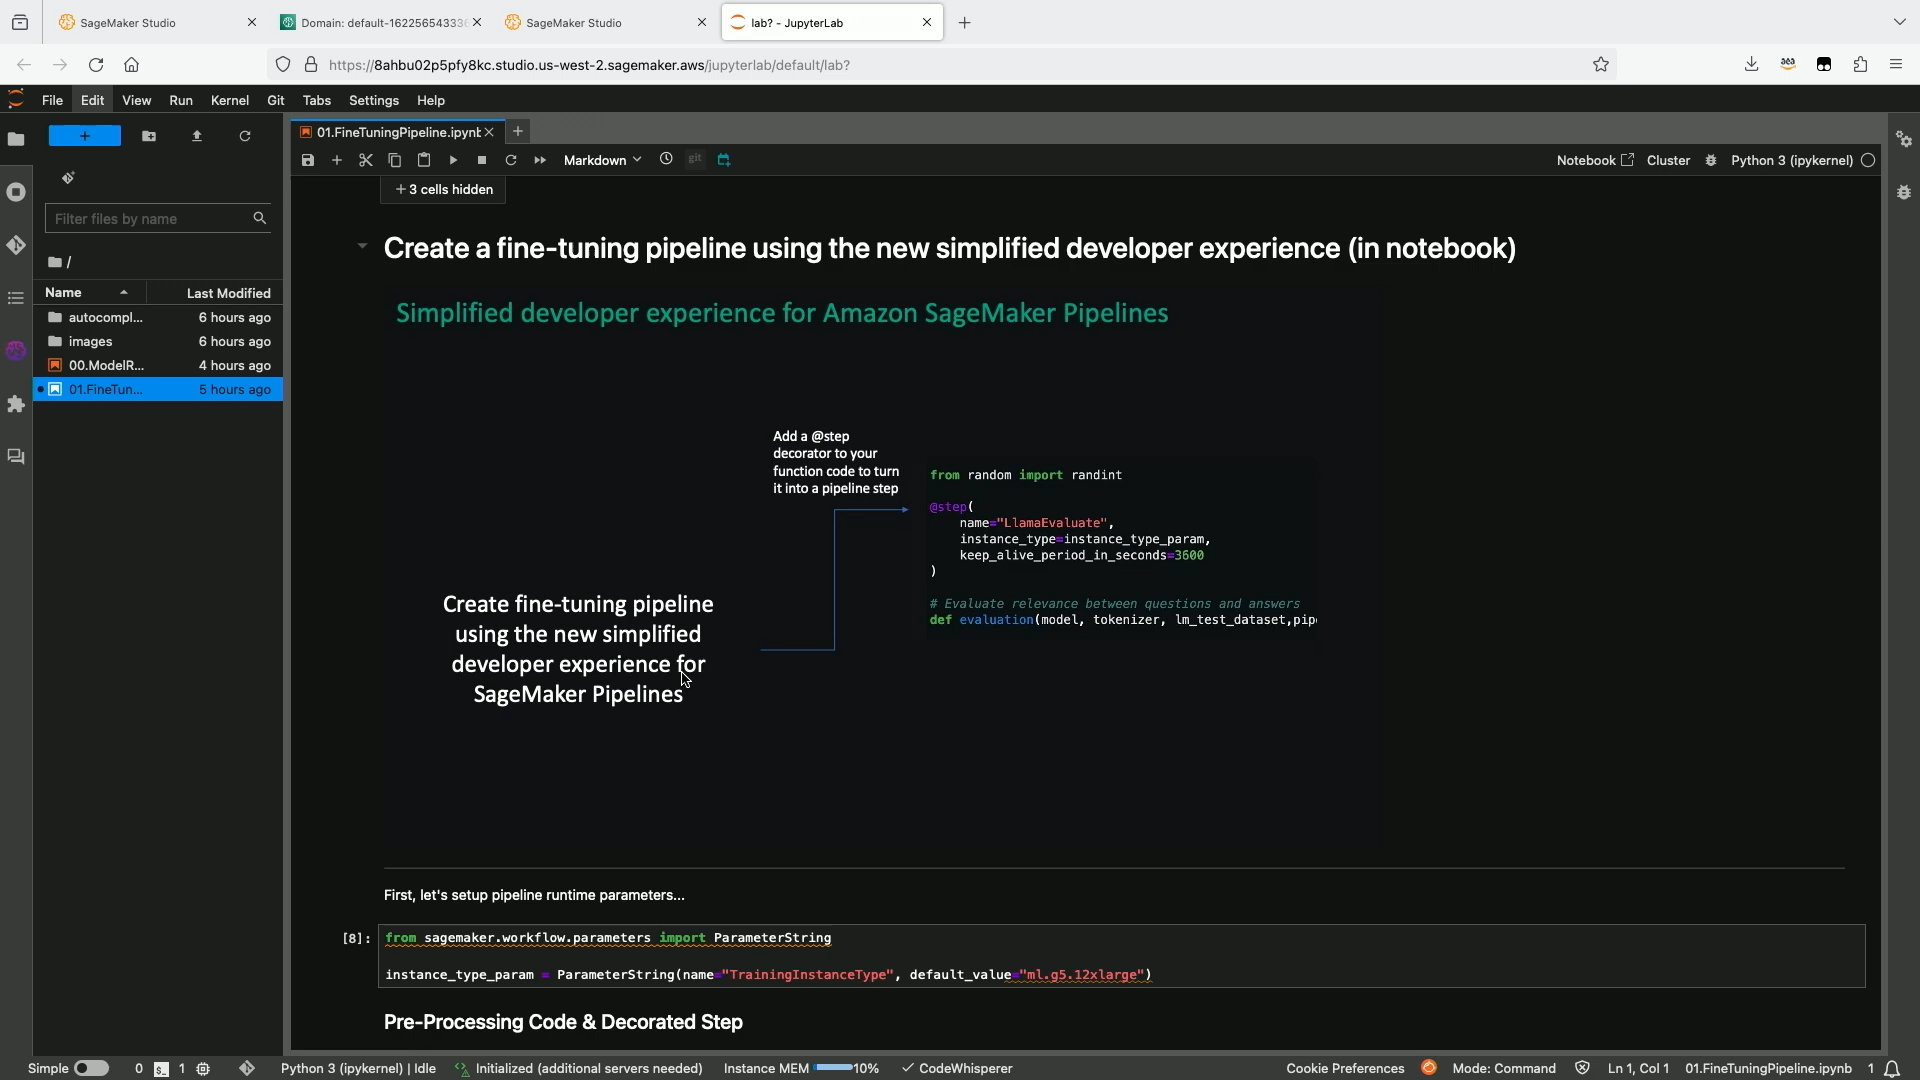 SageMaker Studio
Domain: default-1622565433
SageMaker Studio
lab? - JupyterLab
https://8ahbu02p5pfy8kc.studio.us-west-2.sagemaker.aws/jupyterlab/default/lab?
File Edit View Run Kernel Git Tabs Settings Help
01.FineTuningPipeline.ipynb
Markdown
git
Notebook
Cluster
Python 3 (ipykernel)
Filter files by name
/
Name Last Modified
autocompl... 6 hours ago
images 6 hours ago
00.ModelR... 4 hours ago
01.FineTun... 5 hours ago
+ 3 cells hidden
Create a fine-tuning pipeline using the new simplified developer experience (in notebook)
Simplified developer experience for Amazon SageMaker Pipelines
Add a @step
decorator to your
function code to turn
it into a pipeline step
from random import randint
@step(
name="LlamaEvaluate",
instance_type=instance_type_param,
keep_alive_period_in_seconds=3600
)
# Evaluate relevance between questions and answers
def evaluation(model, tokenizer, lm_test_dataset,pip
Create fine-tuning pipeline
using the new simplified
developer experience for
SageMaker Pipelines
First, let's setup pipeline runtime parameters...
[8]:
from sagemaker.workflow.parameters import ParameterString
instance_type_param = ParameterString(name="TrainingInstanceType", default_value="ml.g5.12xlarge")
Pre-Processing Code & Decorated Step
Simple 0 1 Python 3 (ipykernel) | Idle Initialized (additional servers needed) Instance MEM 10% CodeWhisperer Cookie Preferences Mode: Command Ln 1, Col 1 01.FineTuningPipeline.ipynb 1